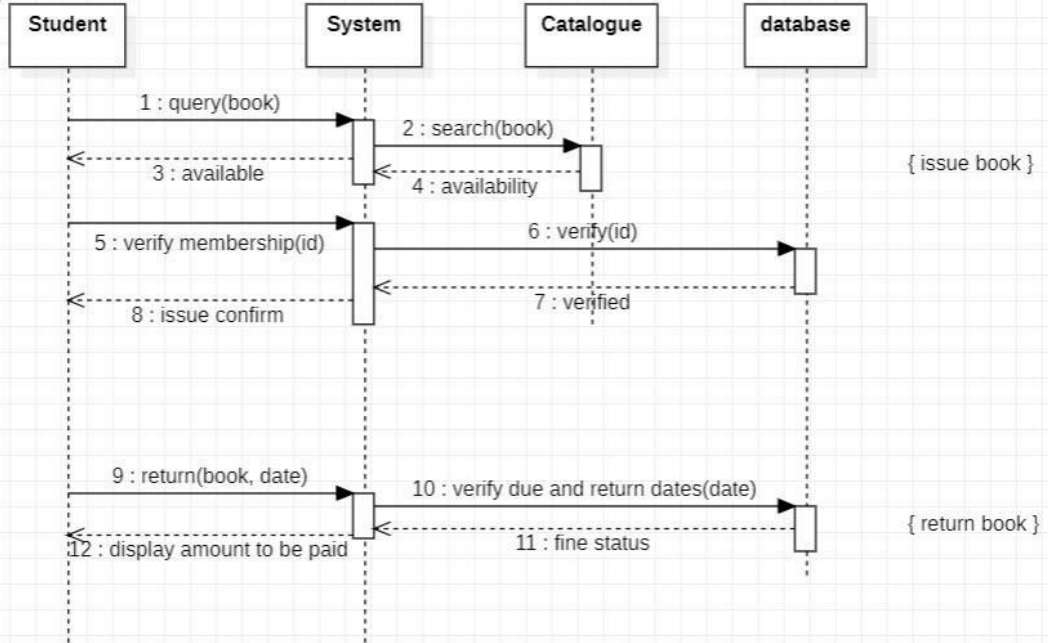 Student
System
Catalogue
database
1 : query(book)
2 : search(book)
3 : available
4 : availability
{ issue book }
5 : verify membership(id)
6 : verify(id)
7 : verified
8 : issue confirm
9 : return(book, date)
10 : verify due and return dates(date)
{ return book }
11 : fine status
12 : display amount to be paid